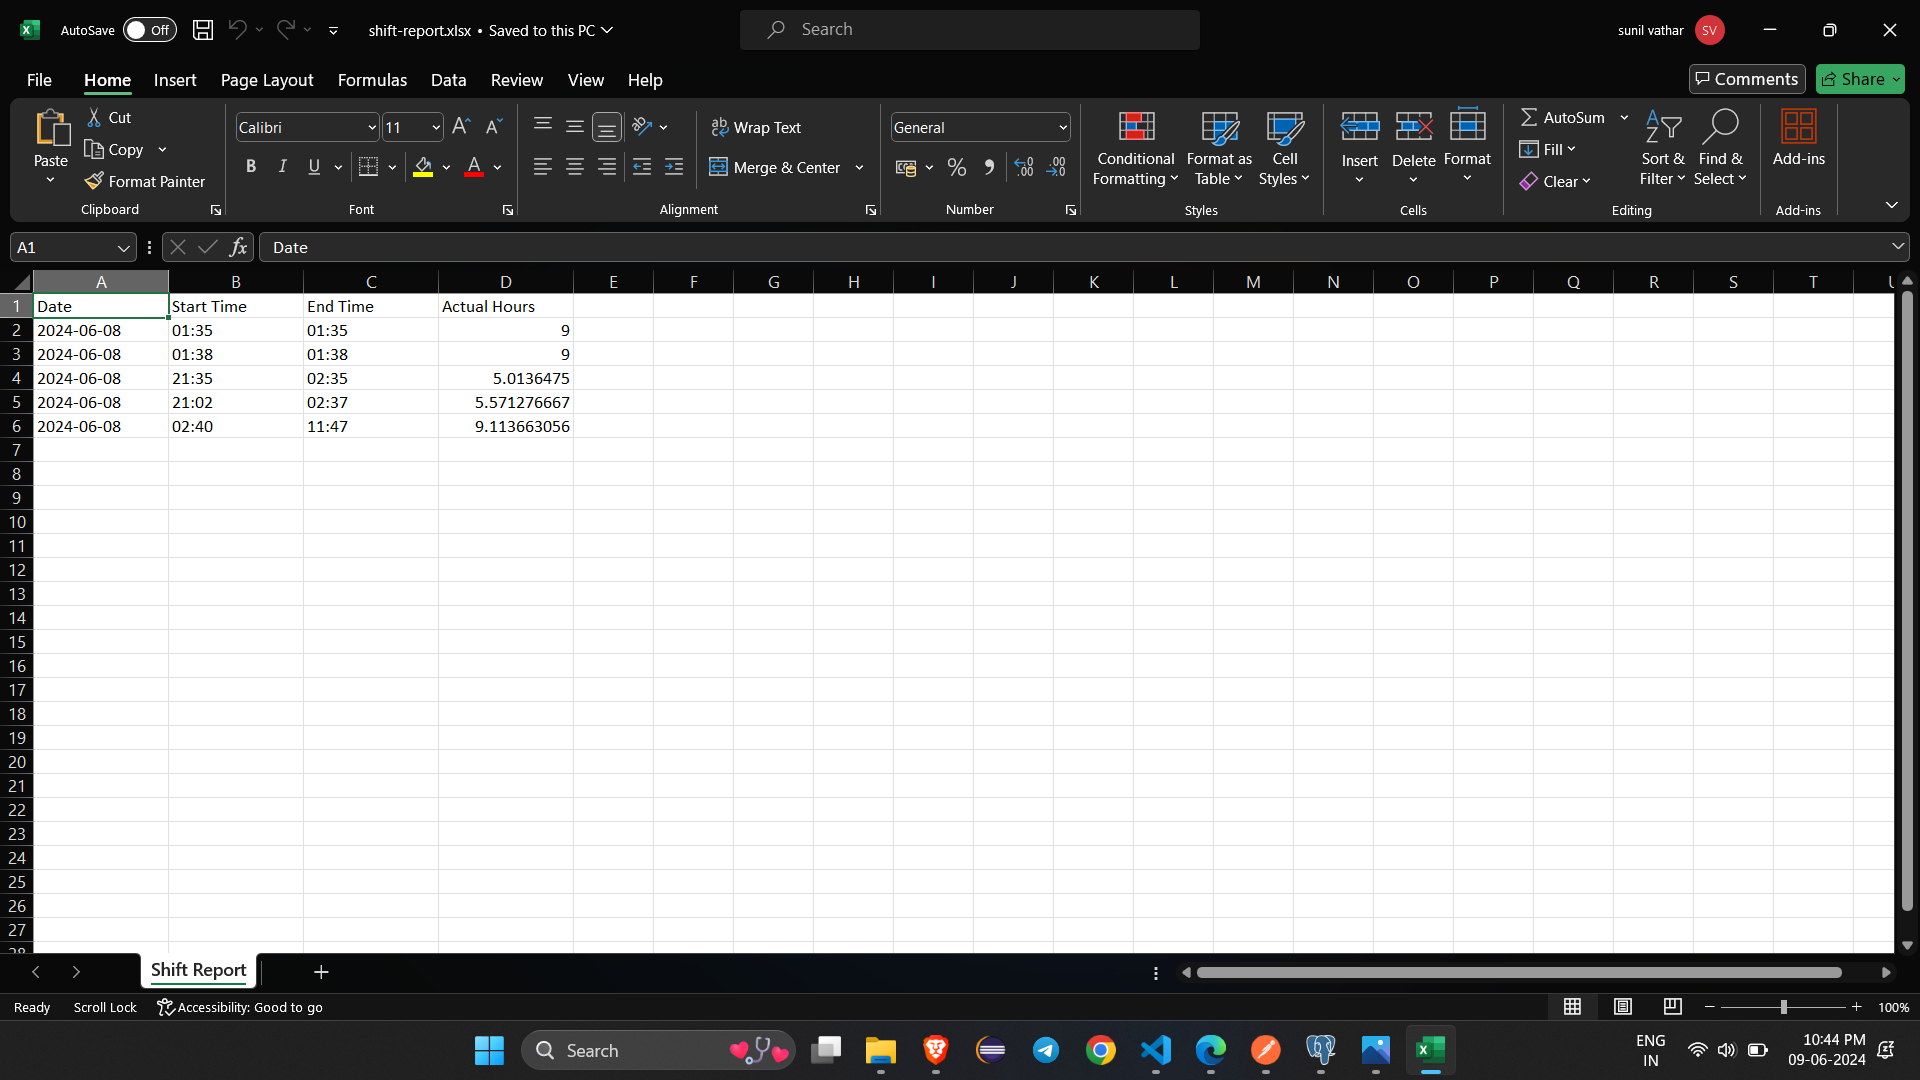 AutoSave Off shift-report.xlsx • Saved to this PC Search sunil vathar SV
File Home Insert Page Layout Formulas Data Review View Help Comments Share
Paste Cut Copy Format Painter Clipboard
Calibri 11 B I U A Font
Wrap Text Merge & Center Alignment
General % Number
Conditional Formatting Format as Table Cell Styles Styles
Insert Delete Format Cells
AutoSum Fill Clear Sort & Filter Find & Select Editing
Add-ins Add-ins
A1 fx Date
A B C D E F G H I J K L M N O P Q R S T
1 Date Start Time End Time Actual Hours
2 2024-06-08 01:35 01:35 9
3 2024-06-08 01:38 01:38 9
4 2024-06-08 21:35 02:35 5.0136475
5 2024-06-08 21:02 02:37 5.571276667
6 2024-06-08 02:40 11:47 9.113663056
7
8
9
10
11
12
13
14
15
16
17
18
19
20
21
22
23
24
25
26
27
Shift Report
Ready Scroll Lock Accessibility: Good to go 100%
Search ENG IN 10:44 PM 09-06-2024